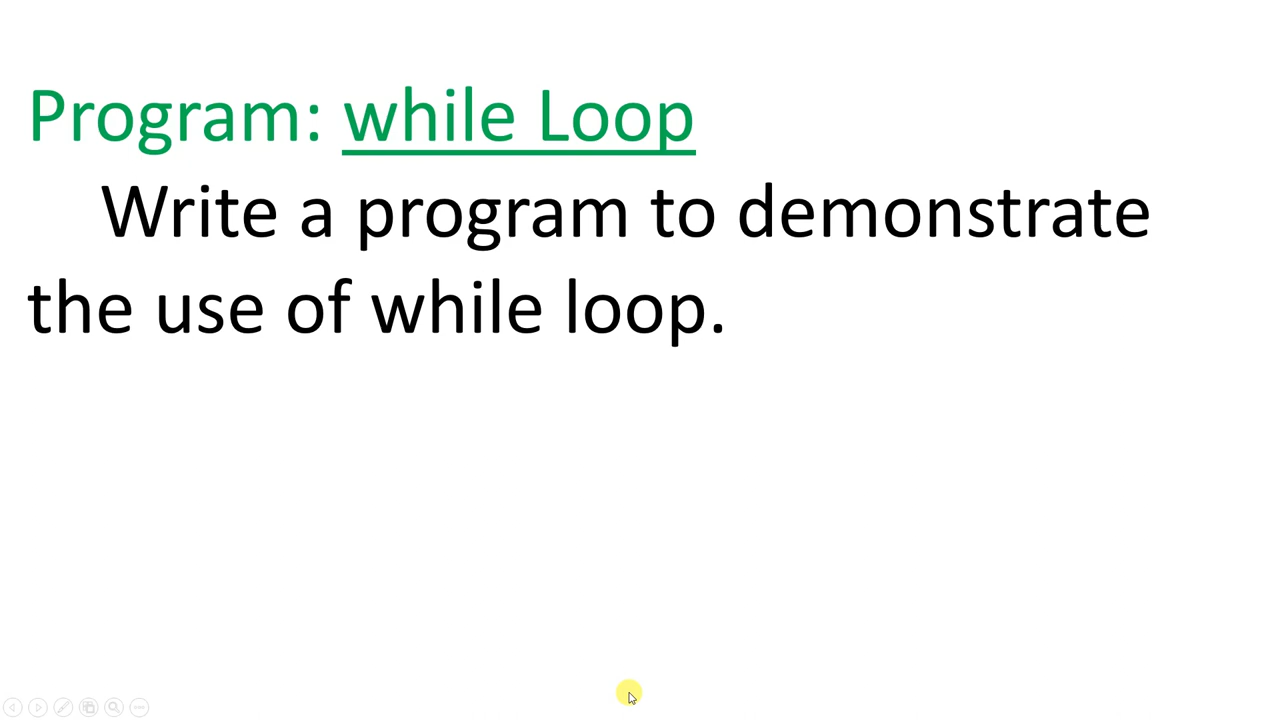 Program: while Loop
Write a program to demonstrate
the use of while loop.